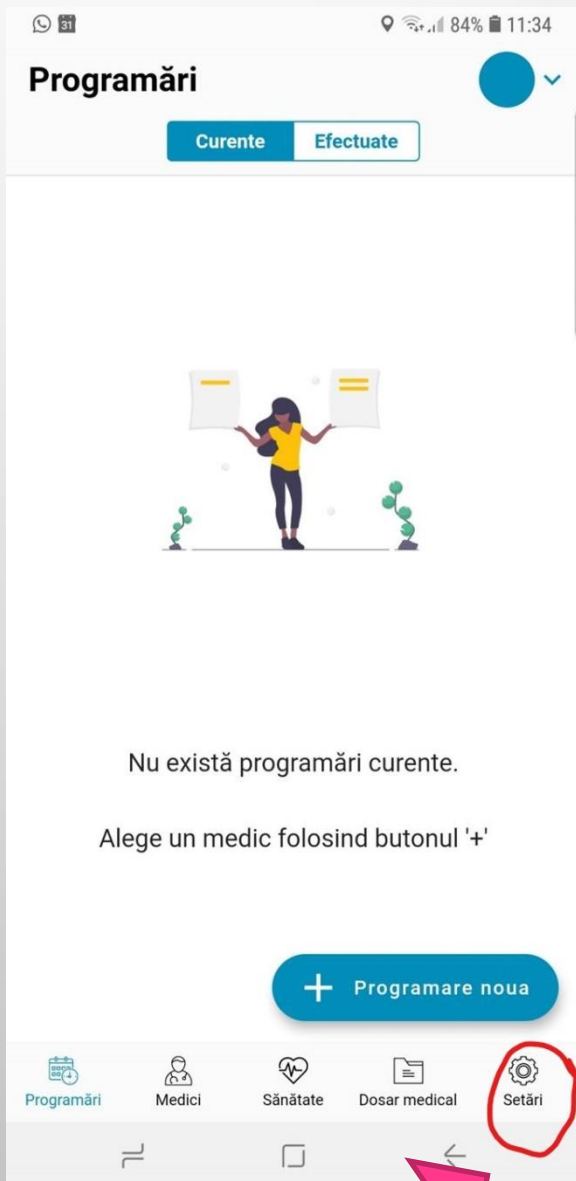 31
84% 11:34
Programări
Curente Efectuate
Nu există programări curente.
Alege un medic folosind butonul '+'
+ Programare noua
Programări Medici Sănătate Dosar medical Setări